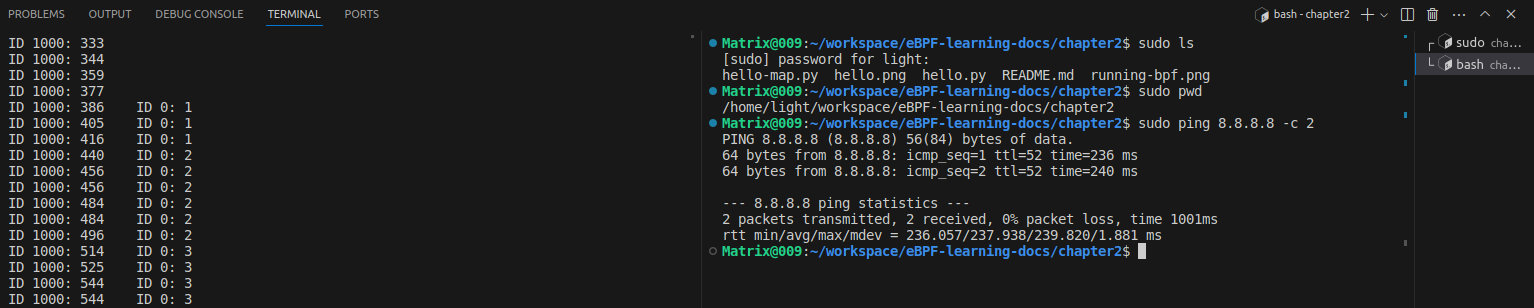 PROBLEMS OUTPUT DEBUG CONSOLE TERMINAL PORTS
bash - chapter2
ID 1000: 333
ID 1000: 344
ID 1000: 359
ID 1000: 377
ID 1000: 386 ID 0: 1
ID 1000: 405 ID 0: 1
ID 1000: 416 ID 0: 1
ID 1000: 440 ID 0: 2
ID 1000: 456 ID 0: 2
ID 1000: 456 ID 0: 2
ID 1000: 484 ID 0: 2
ID 1000: 484 ID 0: 2
ID 1000: 496 ID 0: 2
ID 1000: 514 ID 0: 3
ID 1000: 525 ID 0: 3
ID 1000: 544 ID 0: 3
ID 1000: 544 ID 0: 3
Matrix@009:~/workspace/eBPF-learning-docs/chapter2$ sudo ls
[sudo] password for light:
hello-map.py hello.png hello.py README.md running-bpf.png
Matrix@009:~/workspace/eBPF-learning-docs/chapter2$ sudo pwd
/home/light/workspace/eBPF-learning-docs/chapter2
Matrix@009:~/workspace/eBPF-learning-docs/chapter2$ sudo ping 8.8.8.8 -c 2
PING 8.8.8.8 (8.8.8.8) 56(84) bytes of data.
64 bytes from 8.8.8.8: icmp_seq=1 ttl=52 time=236 ms
64 bytes from 8.8.8.8: icmp_seq=2 ttl=52 time=240 ms
--- 8.8.8.8 ping statistics ---
2 packets transmitted, 2 received, 0% packet loss, time 1001ms
rtt min/avg/max/mdev = 236.057/237.938/239.820/1.881 ms
Matrix@009:~/workspace/eBPF-learning-docs/chapter2$
sudo cha...
bash cha...